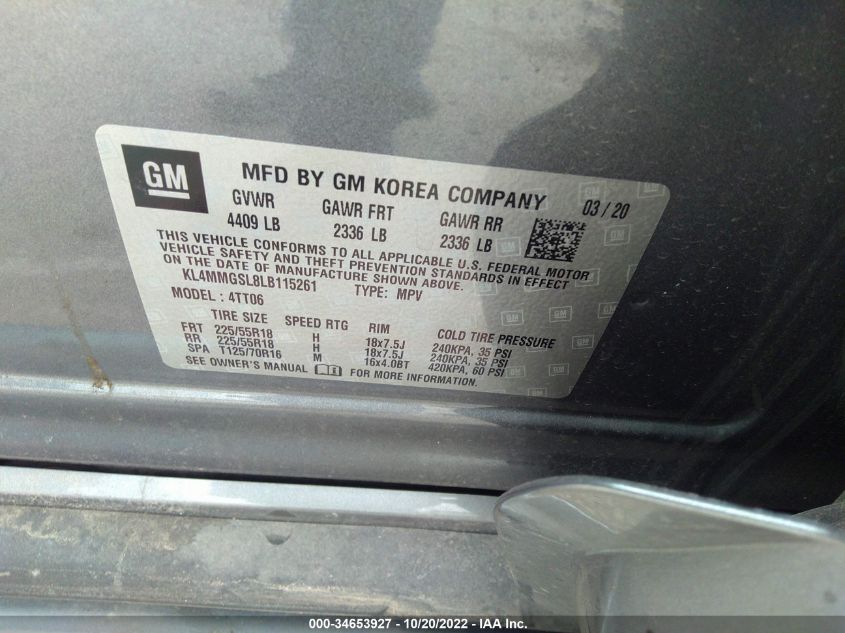 GM
MFD BY GM KOREA COMPANY 03/20
GVWR GAWR FRT GAWR RR
4409 LB 2336 LB 2336 LB
THIS VEHICLE CONFORMS TO ALL APPLICABLE U.S. FEDERAL MOTOR
VEHICLE SAFETY AND THEFT PREVENTION STANDARDS IN EFFECT
ON THE DATE OF MANUFACTURE SHOWN ABOVE.
KL4MMGSL8LB115261 TYPE: MPV
MODEL : 4TT06
TIRE SIZE SPEED RTG RIM COLD TIRE PRESSURE
FRT 225/55R18 H 18x7.5J 240KPA, 35 PSI
RR 225/55R18 H 18x7.5J 240KPA, 35 PSI
SPA T125/70R16 M 16x4.0BT 420KPA, 60 PSI
SEE OWNER'S MANUAL FOR MORE INFORMATION.
000-34653927 - 10/20/2022 - IAA Inc.